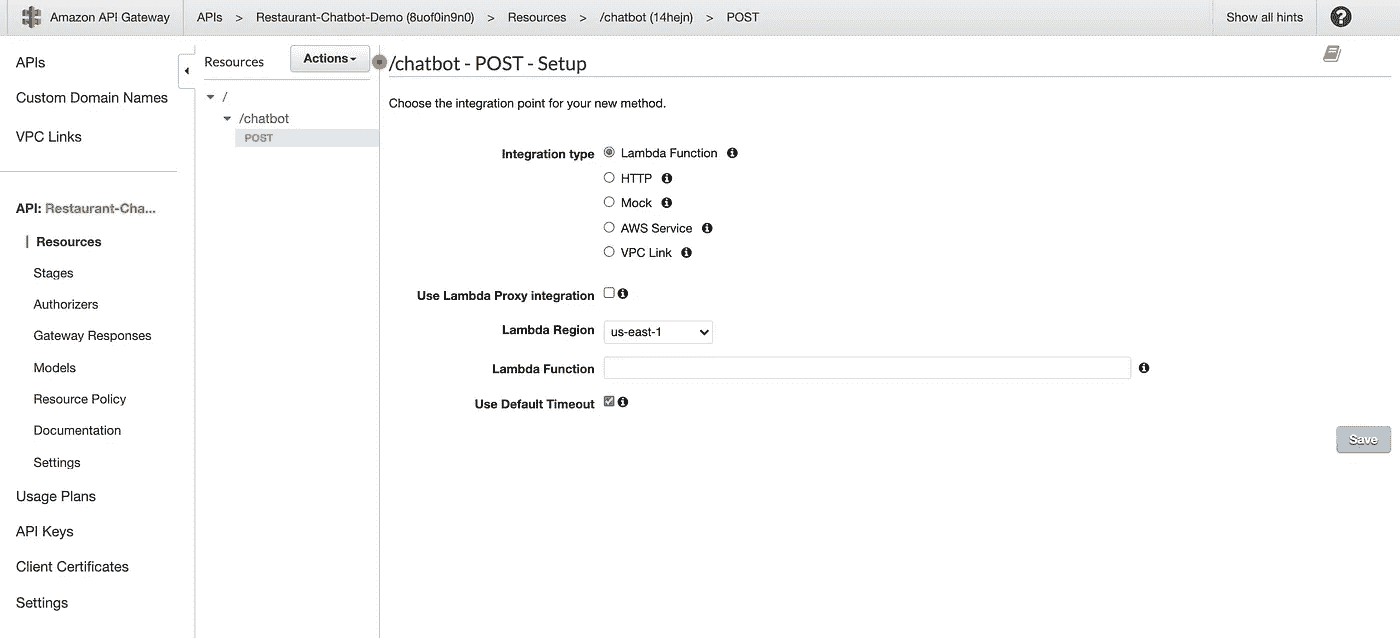 Amazon API Gateway
APIs > Restaurant-Chatbot-Demo (8uof0in9n0) > Resources > /chatbot (14hejn) > POST
Show all hints
?
APIs
Custom Domain Names
VPC Links
API: Restaurant-Cha...
Resources
Stages
Authorizers
Gateway Responses
Models
Resource Policy
Documentation
Settings
Usage Plans
API Keys
Client Certificates
Settings
Resources
Actions
/
/chatbot
POST
/chatbot - POST - Setup
Choose the integration point for your new method.
Integration type
Lambda Function
HTTP
Mock
AWS Service
VPC Link
Use Lambda Proxy integration
Lambda Region
us-east-1
Lambda Function
Use Default Timeout
Save